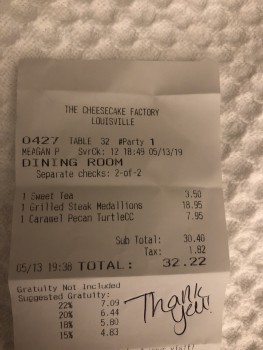 THE CHEESECAKE FACTORY
LOUISVILLE
0427 TABLE 32 #Party 1
MEAGAN P SvrCk: 12 18:49 05/13/19
DINING ROOM
Separate checks: 2-of-2
1 Sweet Tea 3.50
1 Grilled Steak Medallions 18.95
1 Caramel Pecan TurtleCC 7.95
Sub Total: 30.40
Tax: 1.82
05/13 19:38 TOTAL: 32.22
Gratuity Not Included
Suggested Gratuity:
22% 7.09
20% 6.44
18% 5.80
15% 4.83
Thank
you!